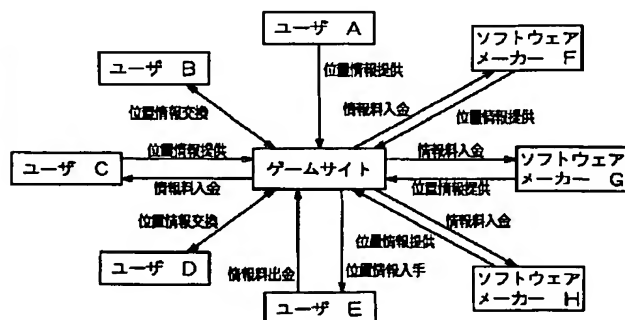 ユーザ A
ソフトウェア
メーカー F
ユーザ B
位置情報提供
情報料入金
位置情報交換
位置情報提供
位置情報提供
情報料入金
ユーザ C
ゲームサイト
ソフトウェア
メーカー G
情報料入金
位置情報提供
位置情報交換
情報料入金
位置情報提供
ユーザ D
情報料出金
位置情報入手
ソフトウェア
メーカー H
ユーザ E